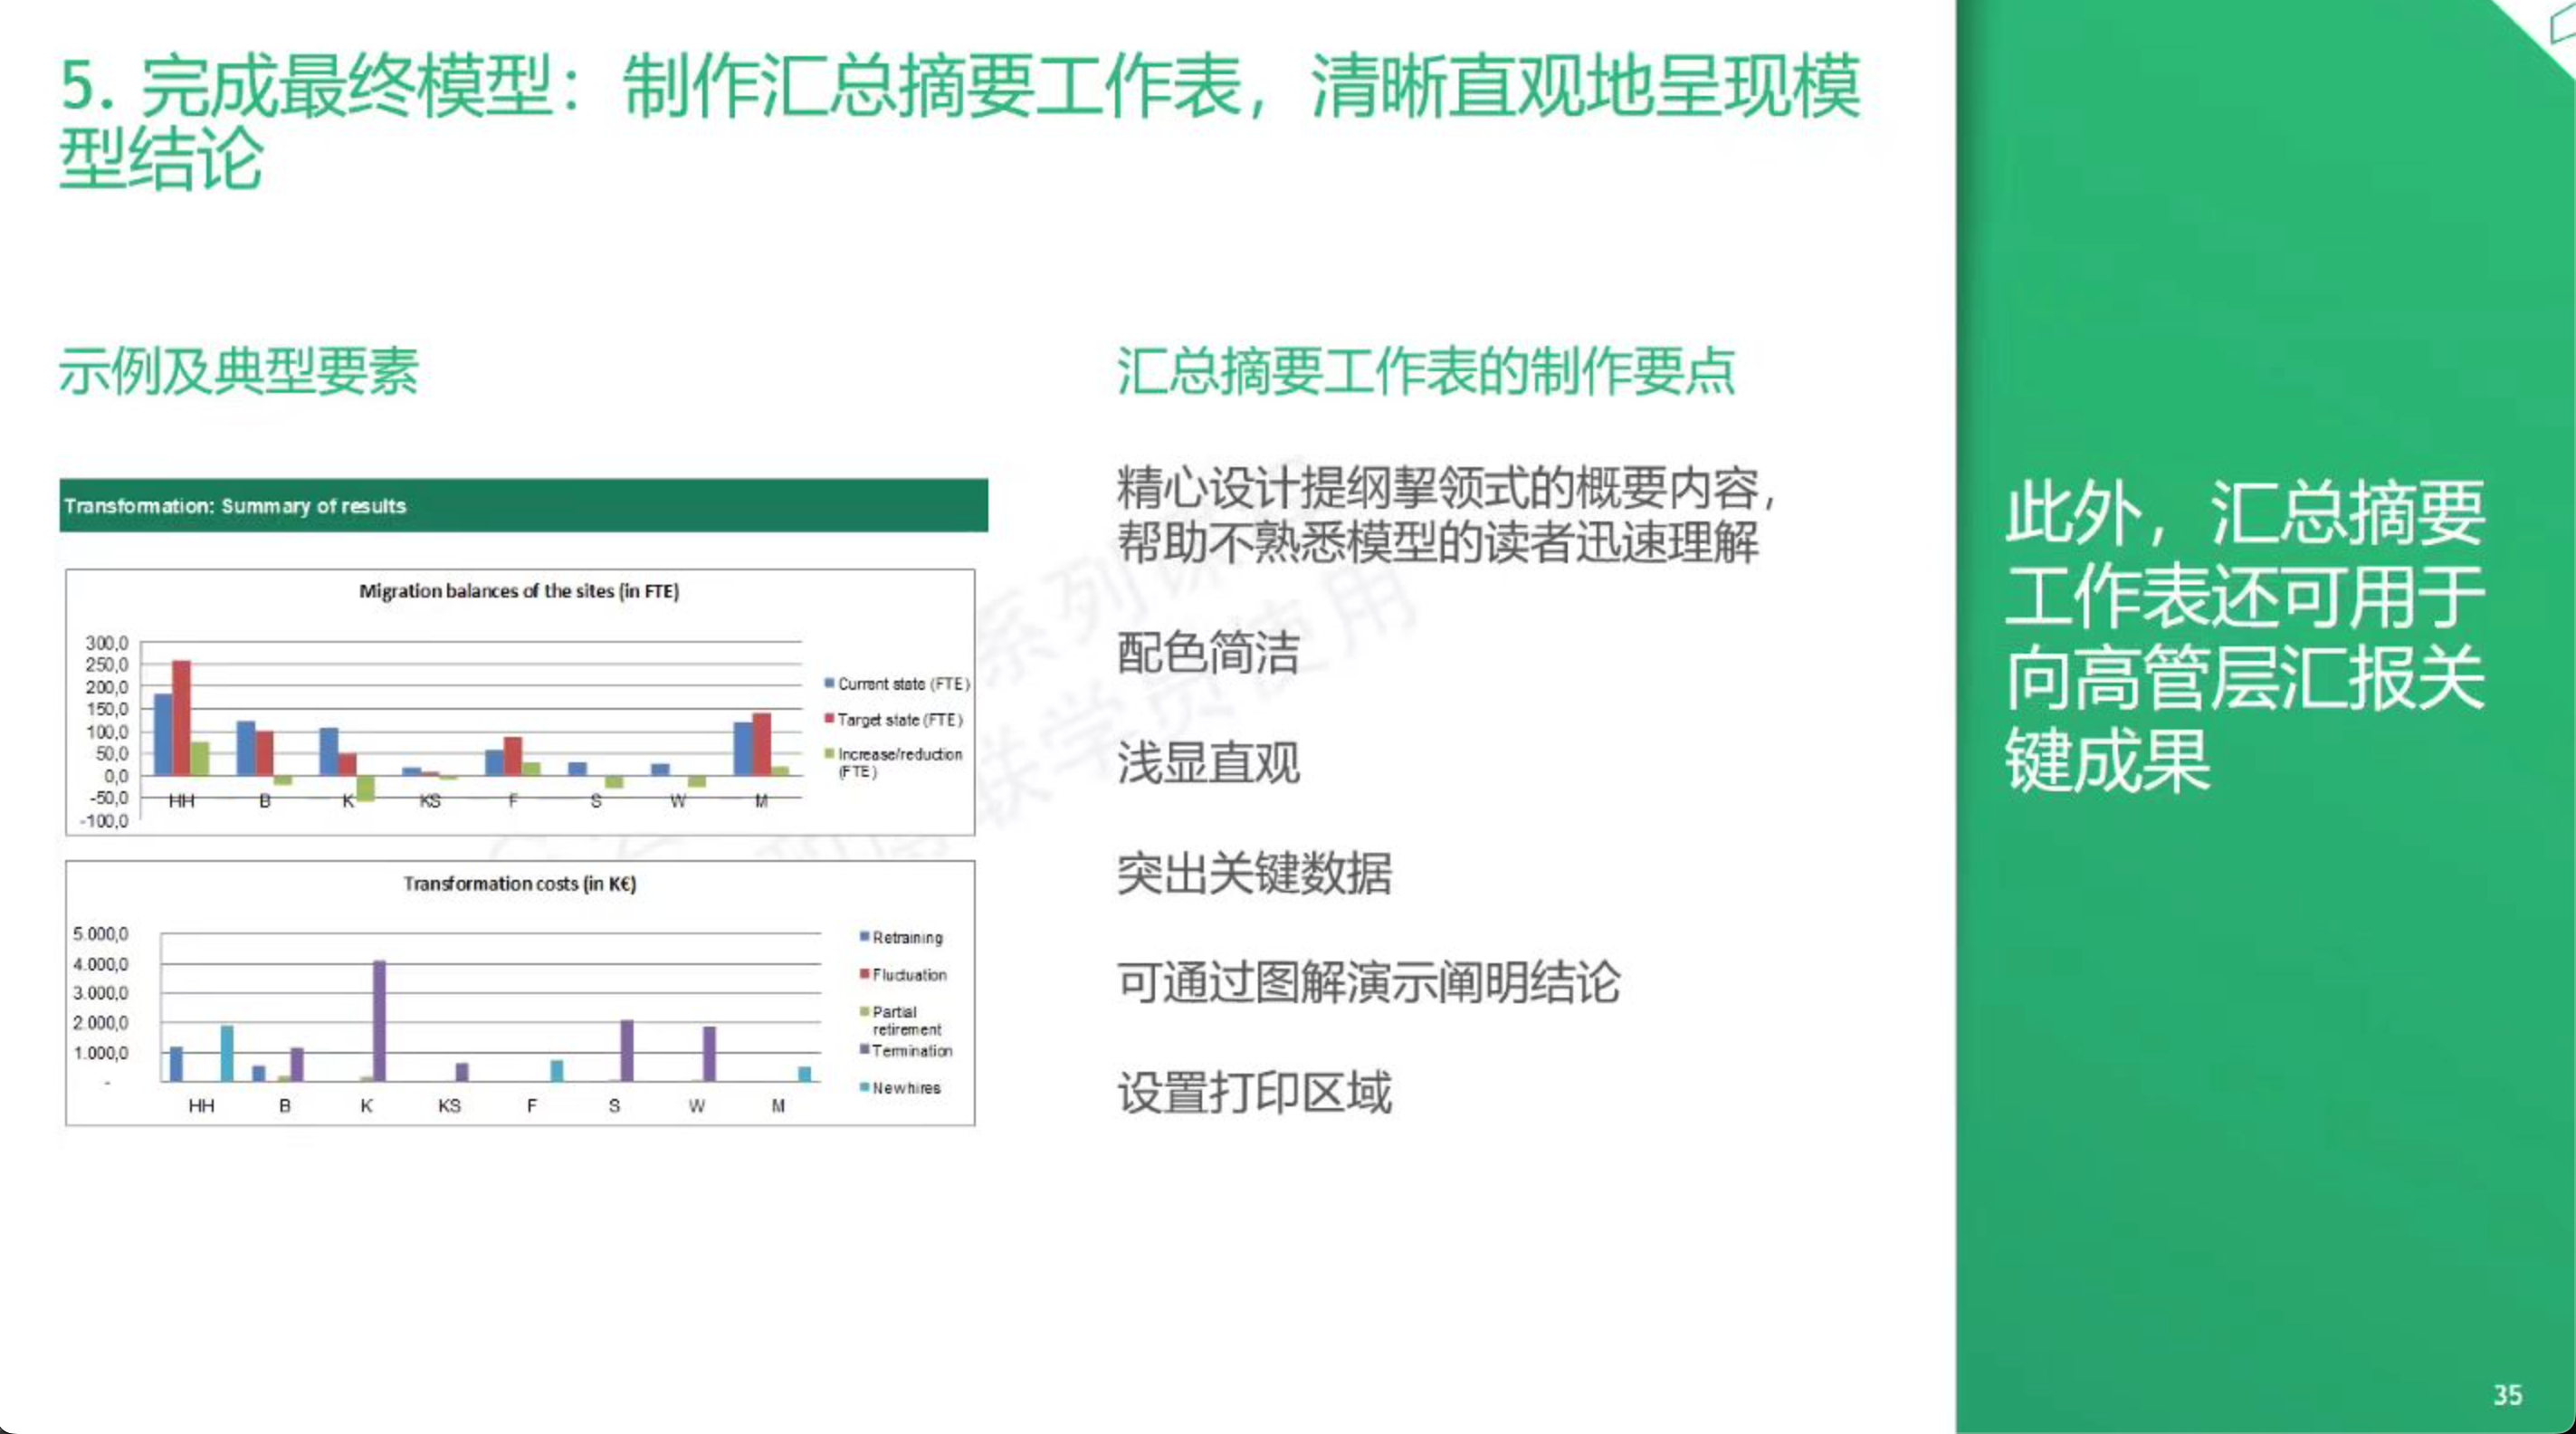 5. 完成最终模型：制作汇总摘要工作表，清晰直观地呈现模
型结论
示例及典型要素
Transformation: Summary of results
Migration balances of the sites (in FTE)
300,0
250,0
200,0
150,0
100,0
50,0
0,0
-50,0
-100,0
HH B K KS F S W M
Current state (FTE)
Target state (FTE)
Increase/reduction
(FTE)
Transformation costs (in K€)
5.000,0
4.000,0
3.000,0
2.000,0
1.000,0
-
HH B K KS F S W M
Retraining
Fluctuation
Partial
retirement
Termination
Newhires
汇总摘要工作表的制作要点
精心设计提纲挈领式的概要内容，
帮助不熟悉模型的读者迅速理解
配色简洁
浅显直观
突出关键数据
可通过图解演示阐明结论
设置打印区域
此外，汇总摘要
工作表还可用于
向高管层汇报关
键成果
35